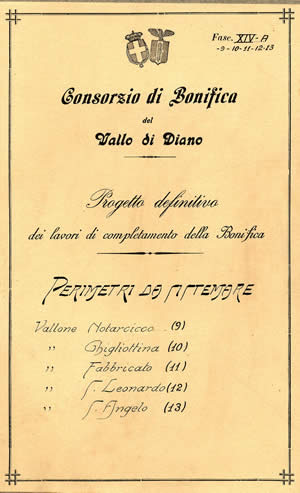 Fasc. XIV-A
-9-10-11-12-13
Consorzio di Bonifica
del
Vallo di Diano
Progetto definitivo
dei lavori di completamento della Bonifica
PERIMETRI DA SISTEMARE
Vallone Notarcicco (9)
" Ghigliottina (10)
" Fabbricato (11)
" S. Leonardo (12)
" S. Angelo (13)